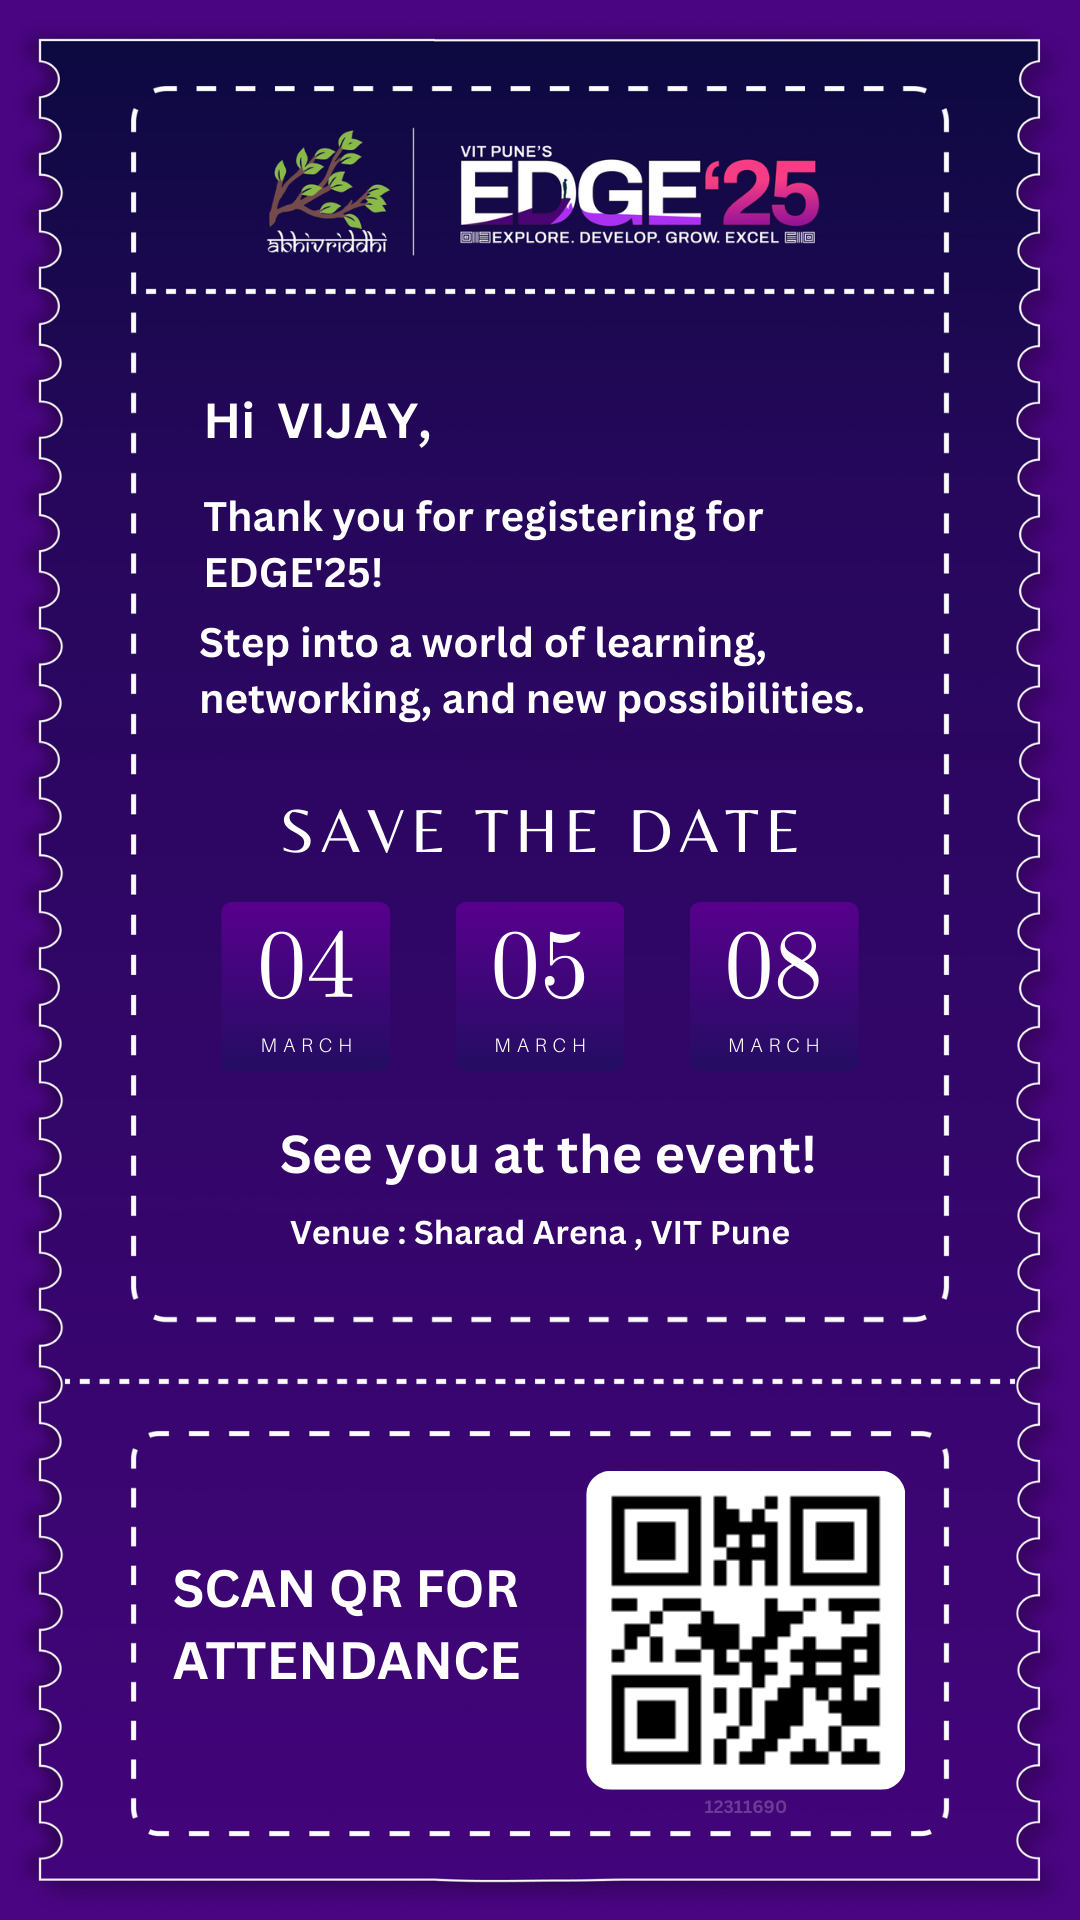 abhivriddhi
VIT PUNE'S
EDGE'25
EXPLORE. DEVELOP. GROW. EXCEL
Hi VIJAY,
Thank you for registering for
EDGE'25!
Step into a world of learning,
networking, and new possibilities.
SAVE THE DATE
04 05 08
MARCH MARCH MARCH
See you at the event!
Venue : Sharad Arena , VIT Pune
SCAN QR FOR
ATTENDANCE
12311690